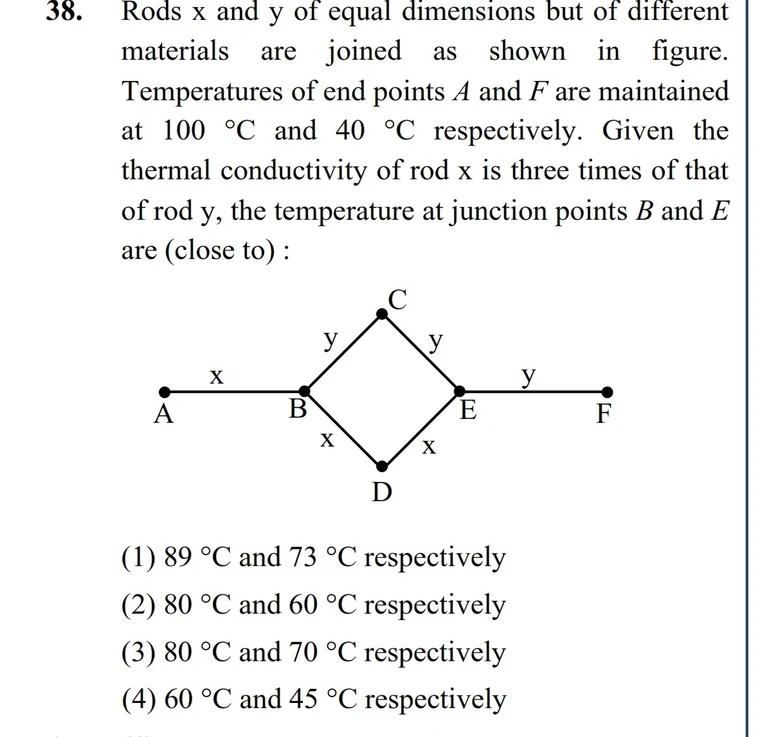 38. Rods x and y of equal dimensions but of different
materials are joined as shown in figure.
Temperatures of end points A and F are maintained
at 100 °C and 40 °C respectively. Given the
thermal conductivity of rod x is three times of that
of rod y, the temperature at junction points B and E
are (close to) :
C
y y
x y
A B E F
x x
D
(1) 89 °C and 73 °C respectively
(2) 80 °C and 60 °C respectively
(3) 80 °C and 70 °C respectively
(4) 60 °C and 45 °C respectively